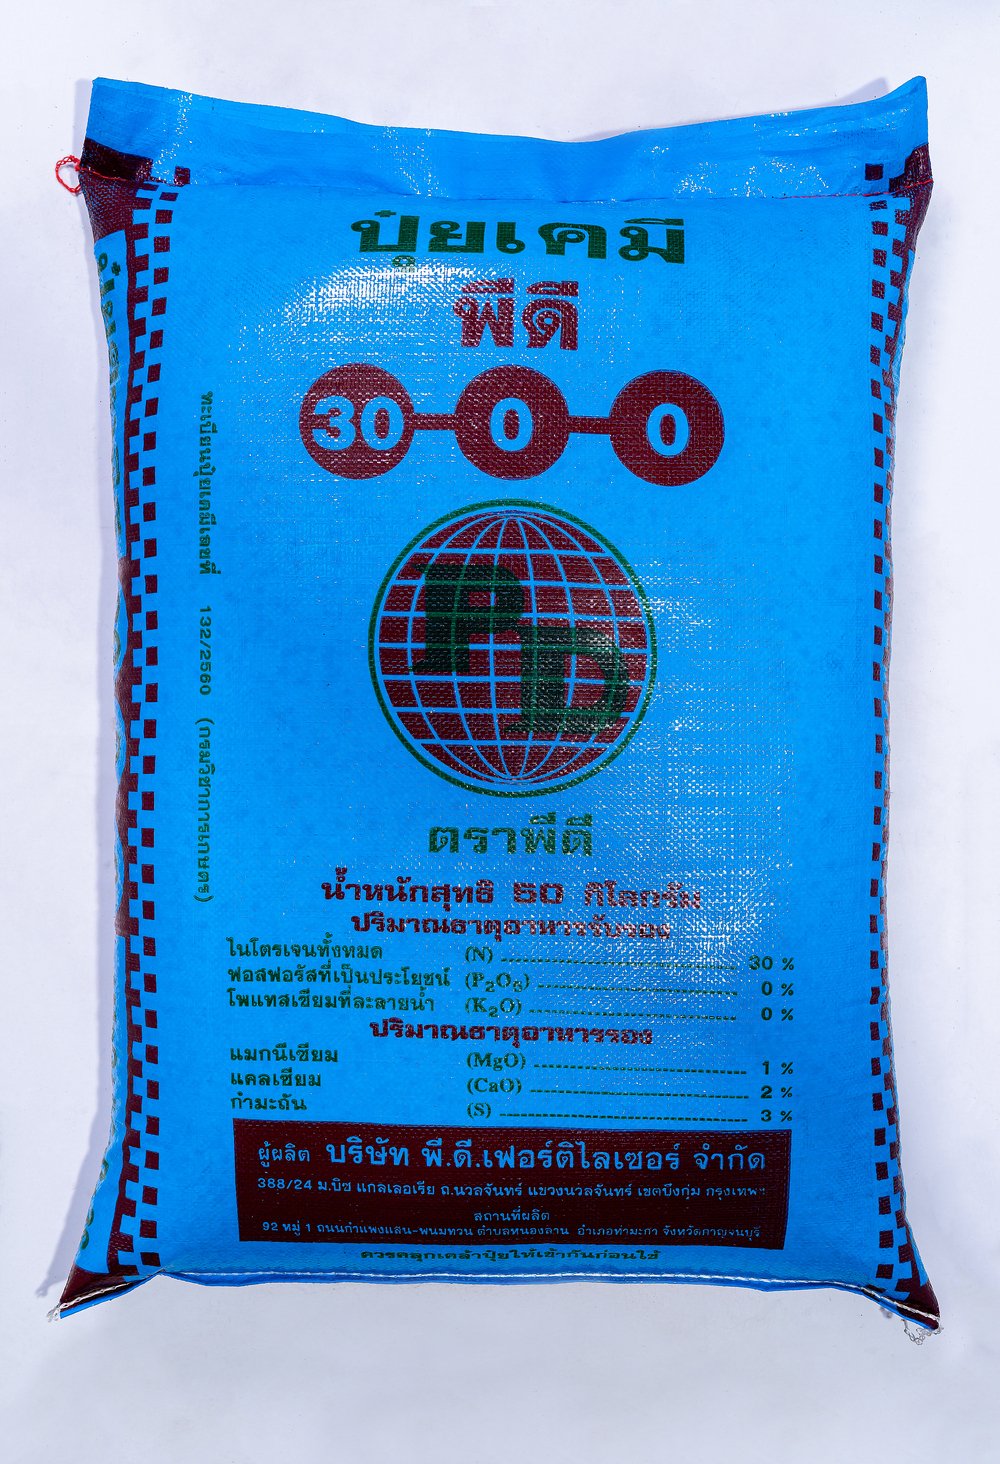 ปุ๋ยเคมี
พีดี
30-0-0
PD
ตราพีดี
น้ำหนักสุทธิ 50 กิโลกรัม
ปริมาณธาตุอาหารรับรอง
ไนโตรเจนทั้งหมด (N) 30 %
ฟอสฟอรัสที่เป็นประโยชน์ (P2O5) 0 %
โพแทสเซียมที่ละลายน้ำ (K2O) 0 %
ปริมาณธาตุอาหารรอง
แมกนีเซียม (MgO) 1 %
แคลเซียม (CaO) 2 %
กำมะถัน (S) 3 %
ผู้ผลิต บริษัท พี.ดี.เฟอร์ติไลเซอร์ จำกัด
388/24 ม.บิซ แกลเลอเรีย ถ.นวลจันทร์ แขวงนวลจันทร์ เขตบึงกุ่ม กรุงเทพฯ
สถานที่ผลิต
92 หมู่ 1 ถนนกำแพงแสน-พนมทวน ตำบลหนองลาน อำเภอท่ามะกา จังหวัดกาญจนบุรี
ควรคลุกเคล้าปุ๋ยให้เข้ากันก่อนใช้
ทะเบียนปุ๋ยเคมีเลขที่ 132/2560 (กรมวิชาการเกษตร)